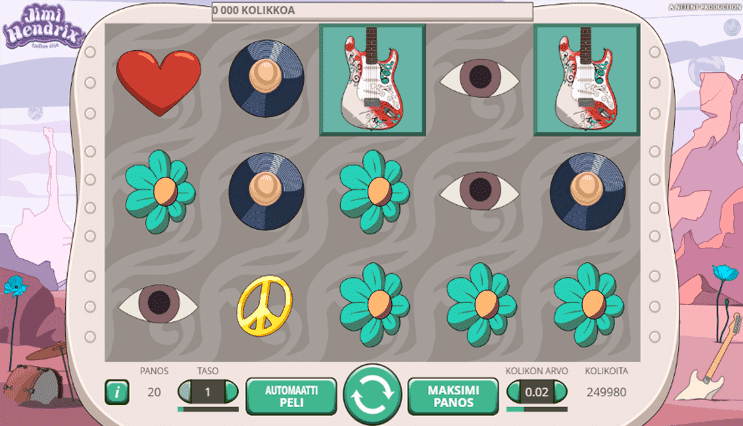 Jimi
Hendrix
0 000 KOLIKKOA
A NETENT PRODUCTION
PANOS
20
TASO
1
AUTOMAATTI
PELI
MAKSIMI
PANOS
KOLIKON ARVO
0.02
KOLIKOITA
249980
i